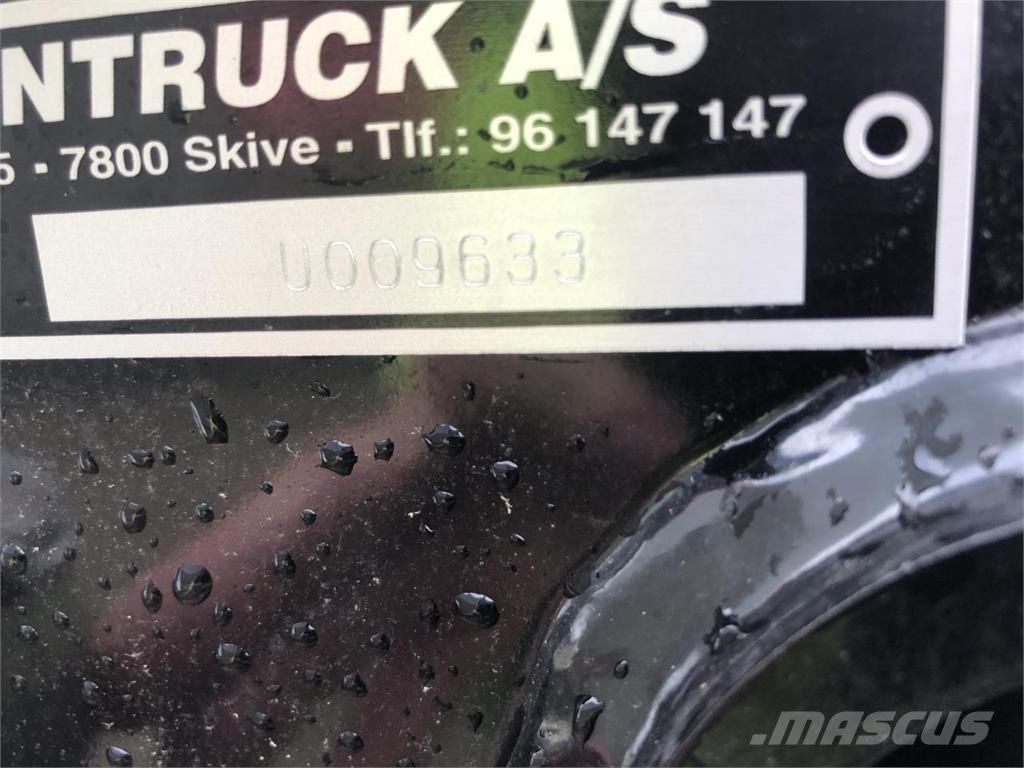 NTRUCK A/S
5 - 7800 Skive - Tlf.: 96 147 147
U009633
MASCUS